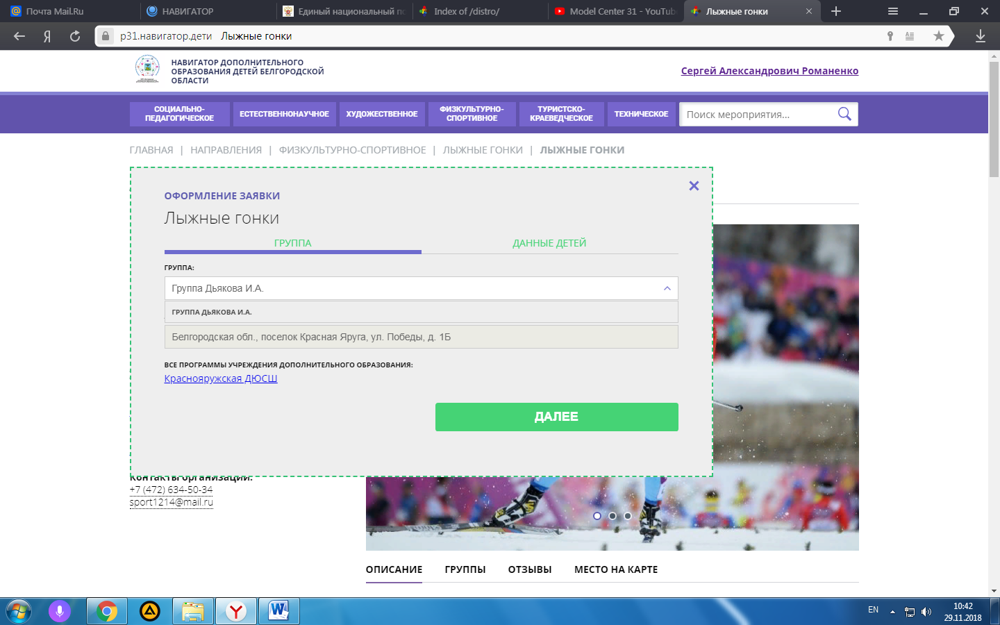 Почта Mail.Ru
НАВИГАТОР
Единый национальный по
Index of /distro/
Model Center 31 - YouTube
Лыжные гонки
p31.навигатор.дети Лыжные гонки
НАВИГАТОР ДОПОЛНИТЕЛЬНОГО
ОБРАЗОВАНИЯ ДЕТЕЙ БЕЛГОРОДСКОЙ
ОБЛАСТИ
Сергей Александрович Романенко
СОЦИАЛЬНО-
ПЕДАГОГИЧЕСКОЕ
ЕСТЕСТВЕННОНАУЧНОЕ
ХУДОЖЕСТВЕННОЕ
ФИЗКУЛЬТУРНО-
СПОРТИВНОЕ
ТУРИСТСКО-
КРАЕВЕДЧЕСКОЕ
ТЕХНИЧЕСКОЕ
Поиск мероприятия...
ГЛАВНАЯ | НАПРАВЛЕНИЯ | ФИЗКУЛЬТУРНО-СПОРТИВНОЕ | ЛЫЖНЫЕ ГОНКИ | ЛЫЖНЫЕ ГОНКИ
ОФОРМЛЕНИЕ ЗАЯВКИ
Лыжные гонки
ГРУППА
ДАННЫЕ ДЕТЕЙ
ГРУППА:
Группа Дьякова И.А.
ГРУППА ДЬЯКОВА И.А.
Белгородская обл., поселок Красная Яруга, ул. Победы, д. 1Б
ВСЕ ПРОГРАММЫ УЧРЕЖДЕНИЯ ДОПОЛНИТЕЛЬНОГО ОБРАЗОВАНИЯ:
Краснояружская ДЮСШ
ДАЛЕЕ
Контакты организации:
+7 (472) 634-50-34
sport1214@mail.ru
ОПИСАНИЕ
ГРУППЫ
ОТЗЫВЫ
МЕСТО НА КАРТЕ
EN
10:42
29.11.2018